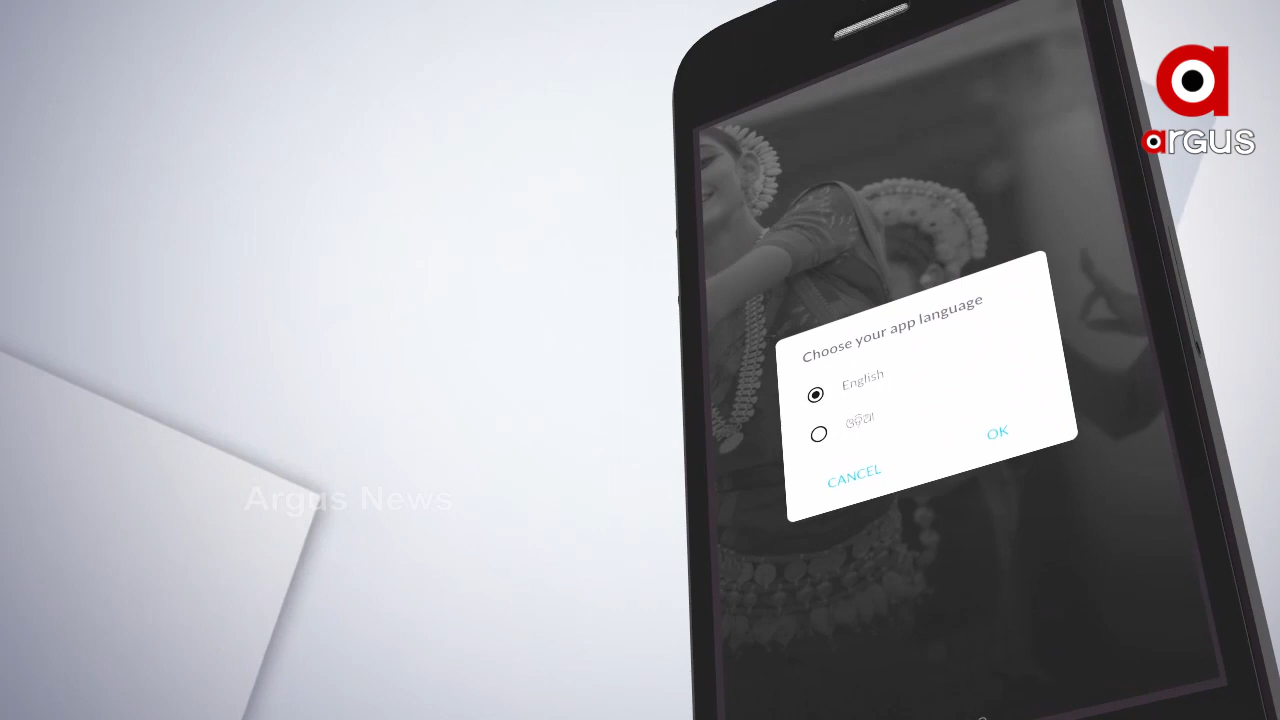 argus
Choose your app language
English
ଓଡ଼ିଆ
OK
CANCEL
Argus News